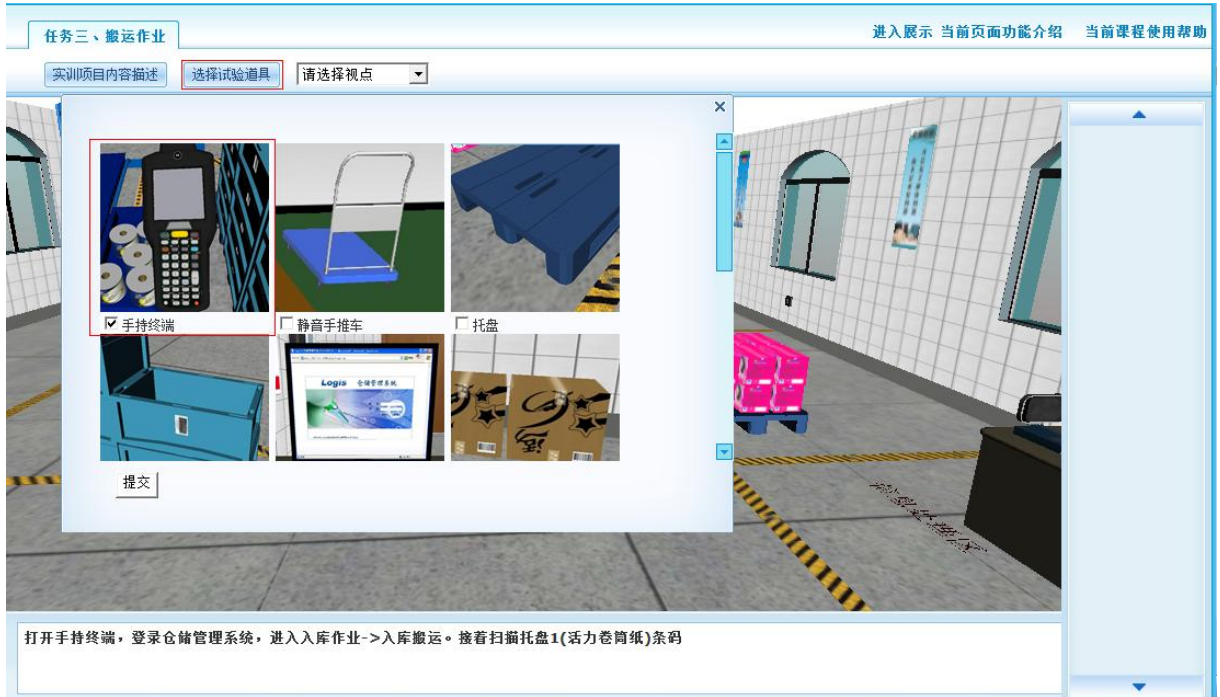 任务三、搬运作业
进入展示 当前页面功能介绍 当前课程使用帮助
实训项目内容描述 选择试验道具 请选择视点
手持终端 静音手推车 托盘
Logis 仓储管理系统
提交
打开手持终端，登录仓储管理系统，进入入库作业->入库搬运。接着扫描托盘1(活力卷筒纸)条码